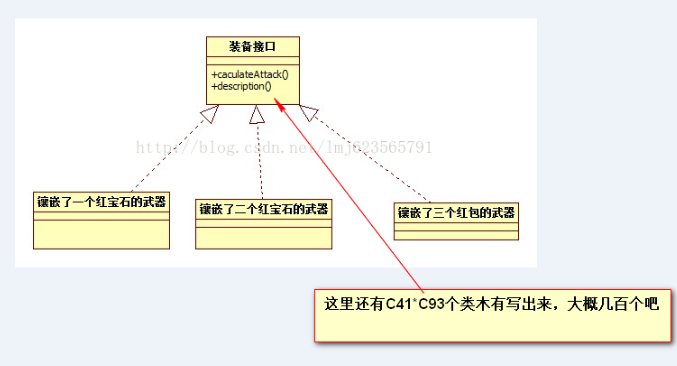 装备接口
+caculateAttack()
+description()
http://blog.csdn.net/lmj623565791
镶嵌了一个红宝石的武器
镶嵌了二个红宝石的武器
镶嵌了三个红包的武器
这里还有C41*C93个类木有写出来，大概几百个吧